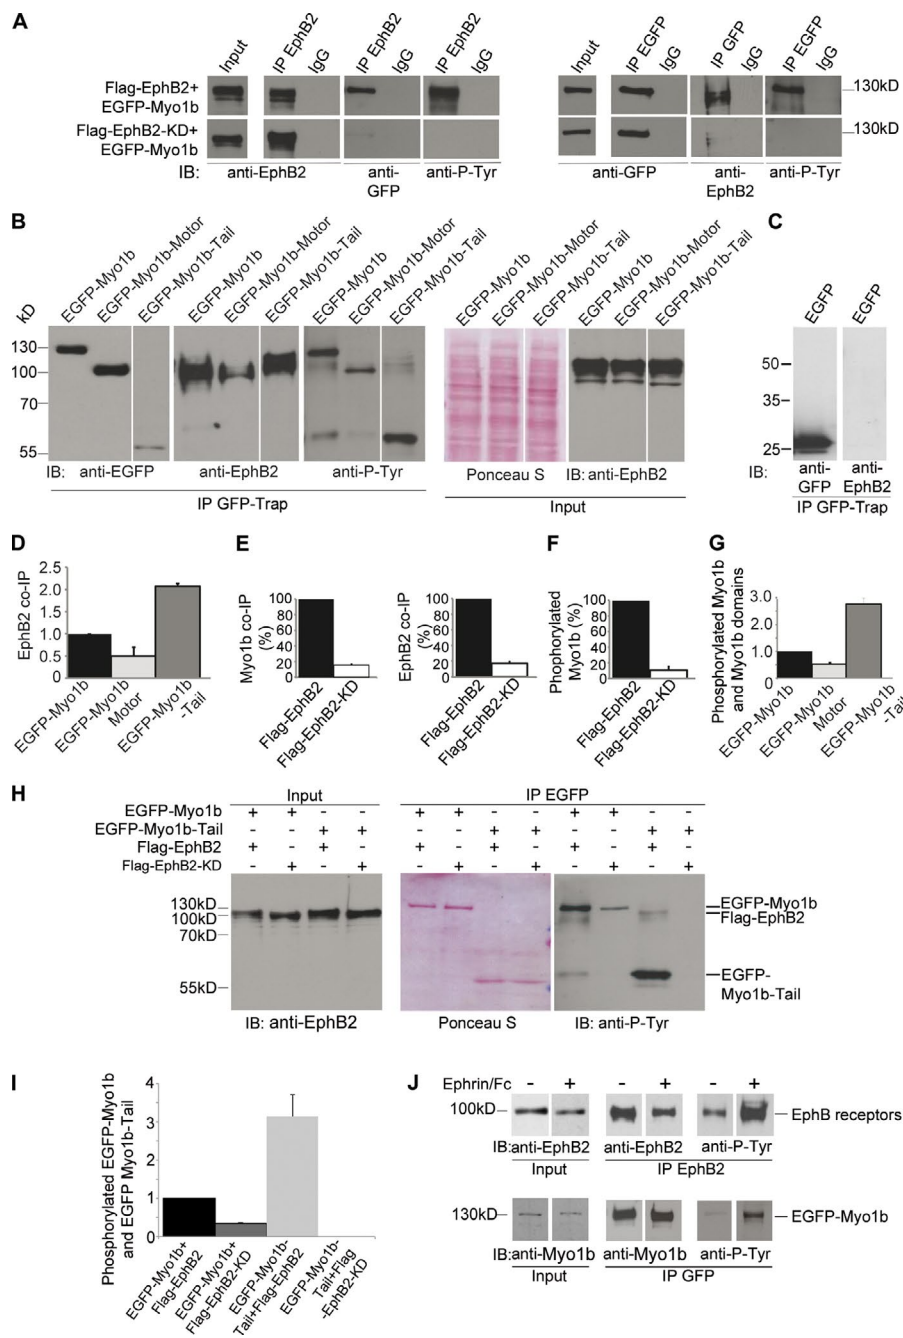 A
Input
IP EphB2
IgG
IP EphB2
IgG
IP EphB2
IgG
Input
IP EGFP
IgG
IP GFP
IgG
IP EGFP
IgG
Flag-EphB2+
EGFP-Myo1b
130kD
Flag-EphB2-KD+
EGFP-Myo1b
130kD
IB: anti-EphB2 anti-GFP anti-P-Tyr anti-GFP anti-EphB2 anti-P-Tyr
B
kD
EGFP-Myo1b
EGFP-Myo1b-Motor
EGFP-Myo1b-Tail
EGFP-Myo1b
EGFP-Myo1b-Motor
EGFP-Myo1b-Tail
EGFP-Myo1b
EGFP-Myo1b-Motor
EGFP-Myo1b-Tail
EGFP-Myo1b
EGFP-Myo1b-Motor
EGFP-Myo1b-Tail
EGFP-Myo1b
EGFP-Myo1b-Motor
EGFP-Myo1b-Tail
130
100
70
55
IB: anti-EGFP anti-EphB2 anti-P-Tyr Ponceau S IB: anti-EphB2
IP GFP-Trap Input
C
EGFP
EGFP
50
35
25
IB: anti-GFP anti-EphB2
IP GFP-Trap
D
EphB2 co-IP
2.5
2.0
1.5
1.0
0.5
0.0
EGFP-Myo1b
EGFP-Myo1b
Motor
EGFP-Myo1b
-Tail
E
Myo1b co-IP
(%)
100
80
60
40
20
0
Flag-EphB2
Flag-EphB2-KD
EphB2 co-IP
(%)
100
80
60
40
20
0
Flag-EphB2
Flag-EphB2-KD
F
Phophorylated
Myo1b (%)
100
80
60
40
20
0
Flag-EphB2
Flag-EphB2-KD
G
Phosphorylated Myo1b
and Myo1b domains
3.0
2.0
1.0
0.0
EGFP-Myo1b
EGFP-Myo1b
Motor
EGFP-Myo1b
-Tail
H
Input IP EGFP
EGFP-Myo1b + + - - + + - - + + - -
EGFP-Myo1b-Tail - - + + - - + + - - + +
Flag-EphB2 + - + - + - + - + - + -
Flag-EphB2-KD - + - + - + - + - + - +
130kD
100kD
70kD
55kD
EGFP-Myo1b
Flag-EphB2
EGFP-
Myo1b-Tail
IB: anti-EphB2 Ponceau S IB: anti-P-Tyr
I
Phosphorylated EGFP-Myo1b
and EGFP Myo1b-Tail
4
3
2
1
0
EGFP-Myo1b+
Flag-EphB2
EGFP-Myo1b+
Flag-EphB2-KD
EGFP-Myo1b-
Tail+Flag-EphB2
EGFP-Myo1b-
Tail+Flag
-EphB2-KD
J
Ephrin/Fc - + - + - +
100kD
EphB receptors
IB:anti-EphB2 anti-EphB2 anti-P-Tyr
Input IP EphB2
130kD
EGFP-Myo1b
IB:anti-Myo1b anti-Myo1b anti-P-Tyr
Input IP GFP